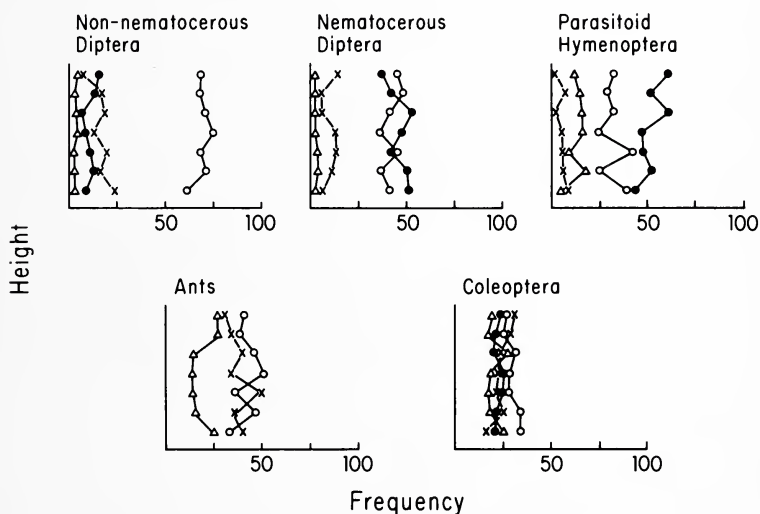 Non-nematocerous
Diptera
Nematocerous
Diptera
Parasitoid
Hymenoptera
50
100
50
100
50
100
Height
Ants
Coleoptera
50
100
50
100
Frequency